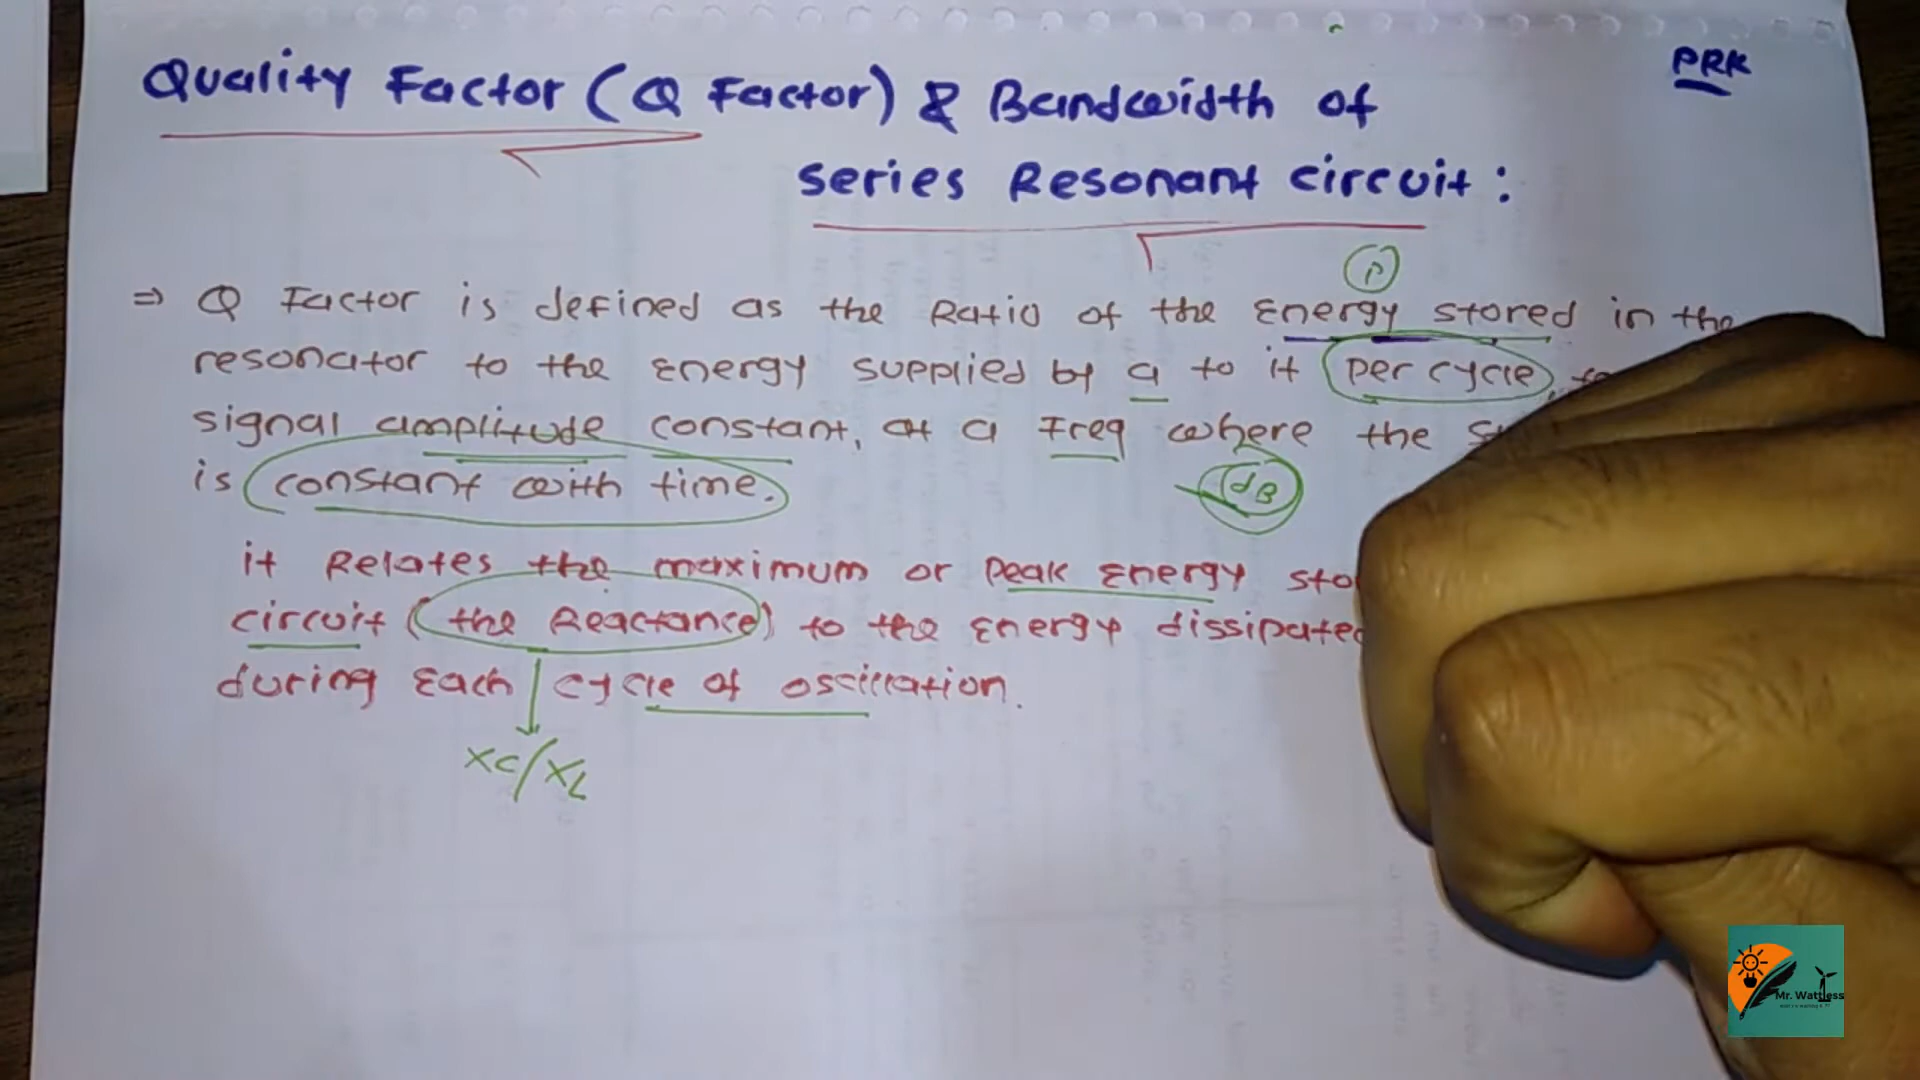 Quality Factor (Q Factor) & Bandwidth of
PRK
series Resonant circuit :
P
⇒ Q Factor is defined as the Ratio of the Energy stored in the
resonator to the Energy supplied by a to it per cycle,
signal amplitude constant, at a Freq where the
is constant with time.
dB
it Relates the maximum or Peak Energy
circuit (the Reactance) to the Energy dissipated
during Each cycle of oscillation.
XC/XL
Mr. Wattless